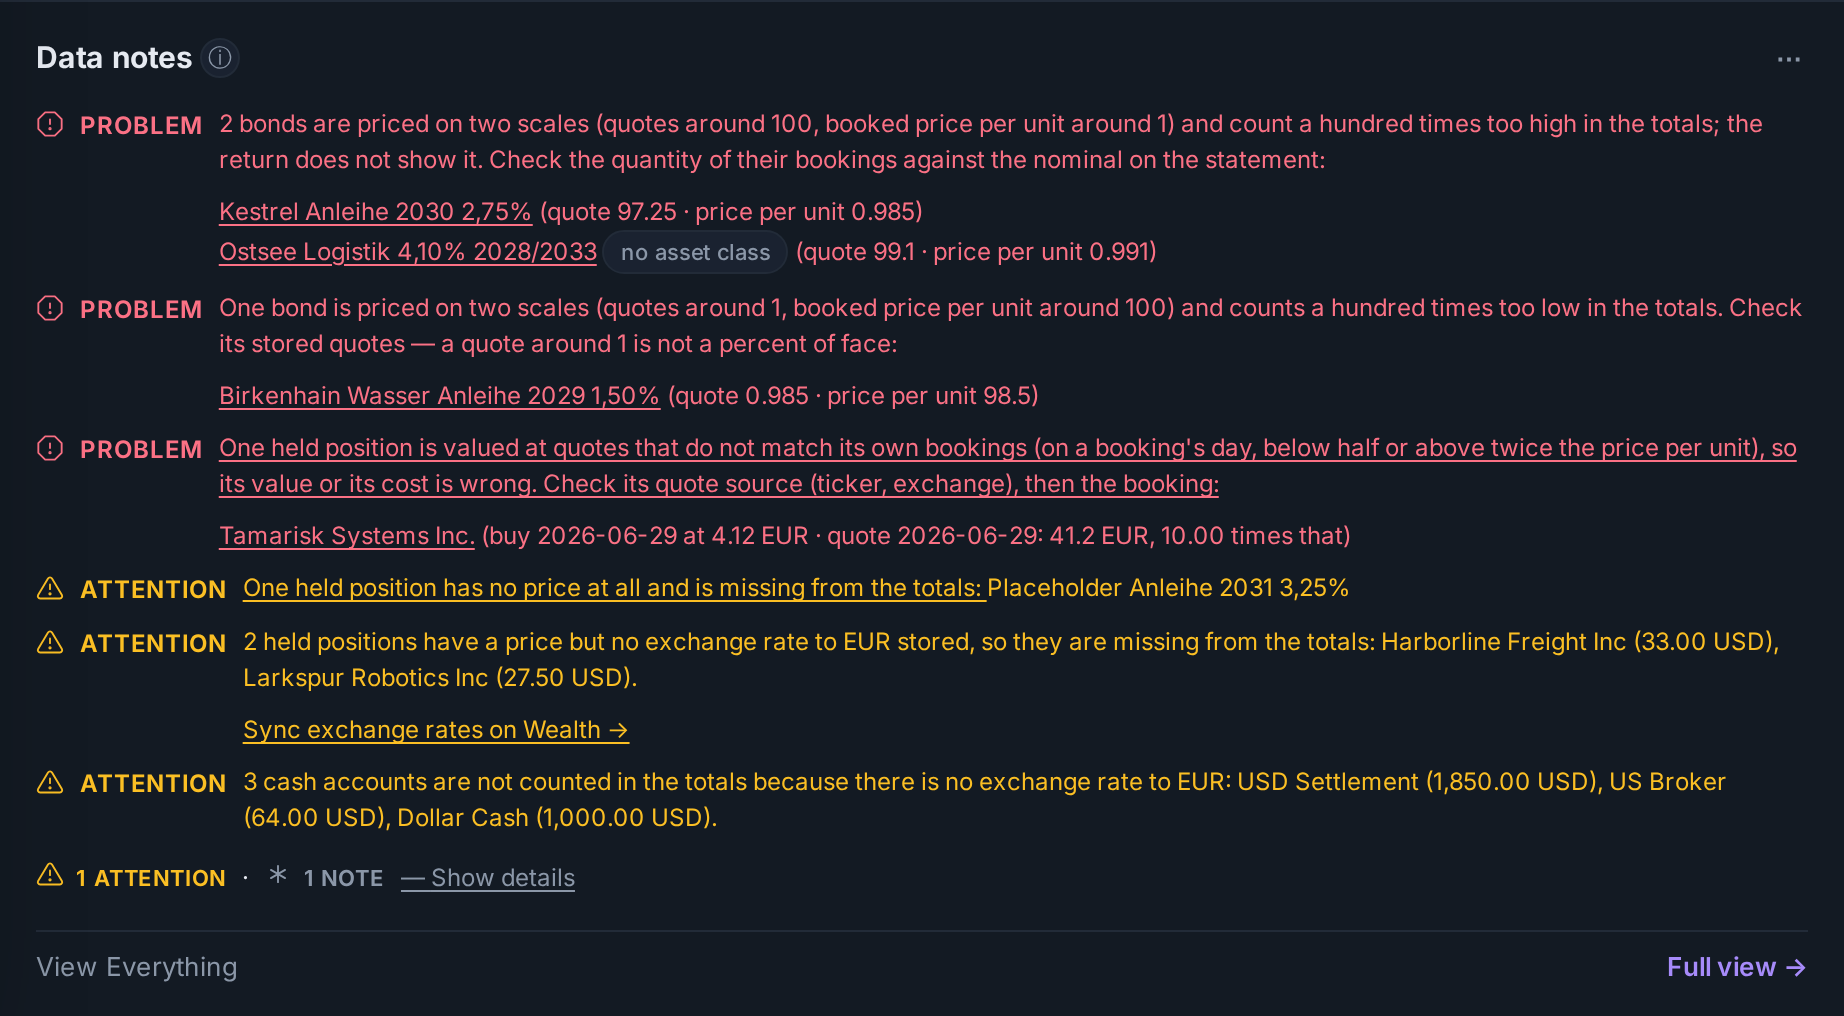 Data notes ⓘ
...
PROBLEM 2 bonds are priced on two scales (quotes around 100, booked price per unit around 1) and count a hundred times too high in the totals; the
return does not show it. Check the quantity of their bookings against the nominal on the statement:
Kestrel Anleihe 2030 2,75% (quote 97.25 · price per unit 0.985)
Ostsee Logistik 4,10% 2028/2033 no asset class (quote 99.1 · price per unit 0.991)
PROBLEM One bond is priced on two scales (quotes around 1, booked price per unit around 100) and counts a hundred times too low in the totals. Check
its stored quotes — a quote around 1 is not a percent of face:
Birkenhain Wasser Anleihe 2029 1,50% (quote 0.985 · price per unit 98.5)
PROBLEM One held position is valued at quotes that do not match its own bookings (on a booking's day, below half or above twice the price per unit), so
its value or its cost is wrong. Check its quote source (ticker, exchange), then the booking:
Tamarisk Systems Inc. (buy 2026-06-29 at 4.12 EUR · quote 2026-06-29: 41.2 EUR, 10.00 times that)
ATTENTION One held position has no price at all and is missing from the totals: Placeholder Anleihe 2031 3,25%
ATTENTION 2 held positions have a price but no exchange rate to EUR stored, so they are missing from the totals: Harborline Freight Inc (33.00 USD),
Larkspur Robotics Inc (27.50 USD).
Sync exchange rates on Wealth →
ATTENTION 3 cash accounts are not counted in the totals because there is no exchange rate to EUR: USD Settlement (1,850.00 USD), US Broker
(64.00 USD), Dollar Cash (1,000.00 USD).
1 ATTENTION · * 1 NOTE — Show details
View Everything
Full view →